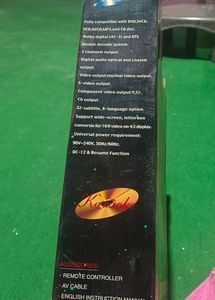 Fully compatible with DVD,SVCD,
VCD,DVCD,MP3,and CD disc.
Dolby digital (AC-3) and DTS
double decode system.
2 channels output.
Digital audio optical and coaxial
output.
Video output:normal video output.
S-video output.
Component video output:Y,Cr,
Cb output.
32-subtitle, 8-language option.
Support wide-screen, letterbox
conversio for 16:9 video on 4:3 display.
Universal power requirement:
90V~240V, 50Hz/60Hz.
DC-12 & Resume Function
ACCESSORIES:
- REMOTE CONTROLLER
- AV CABLE
- ENGLISH INSTRUCTION MANUAL